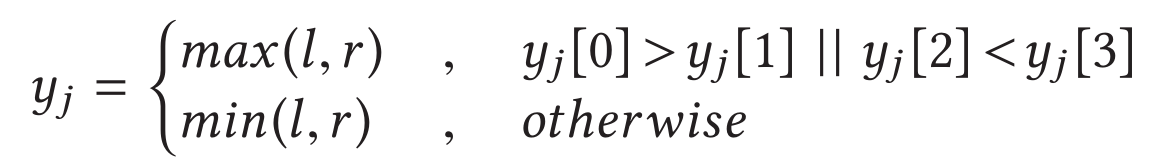 max(l, r) , y_j[0] > y_j[1] || y_j[2] < y_j[3]
y_j = {
min(l, r) , otherwise